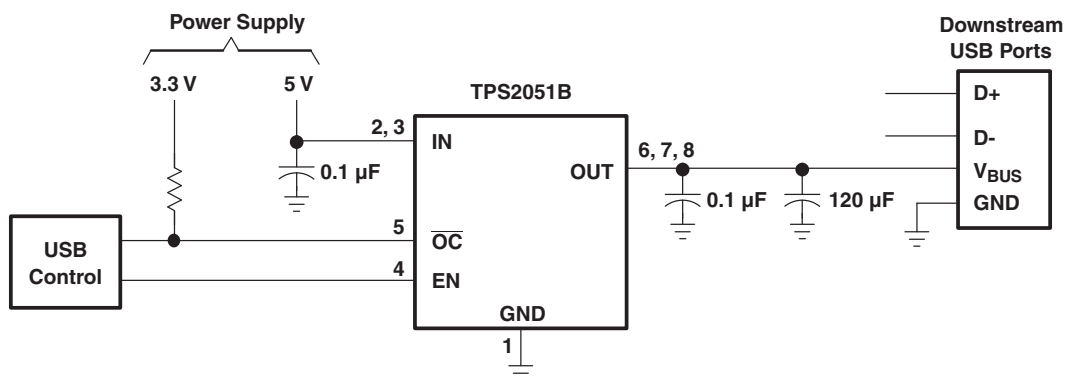 Power Supply
3.3 V
5 V
Downstream
USB Ports
TPS2051B
D+
D-
VBUS
GND
2, 3
IN
0.1 µF
6, 7, 8
OUT
0.1 µF
120 µF
USB
Control
5
OC
4
EN
GND
1